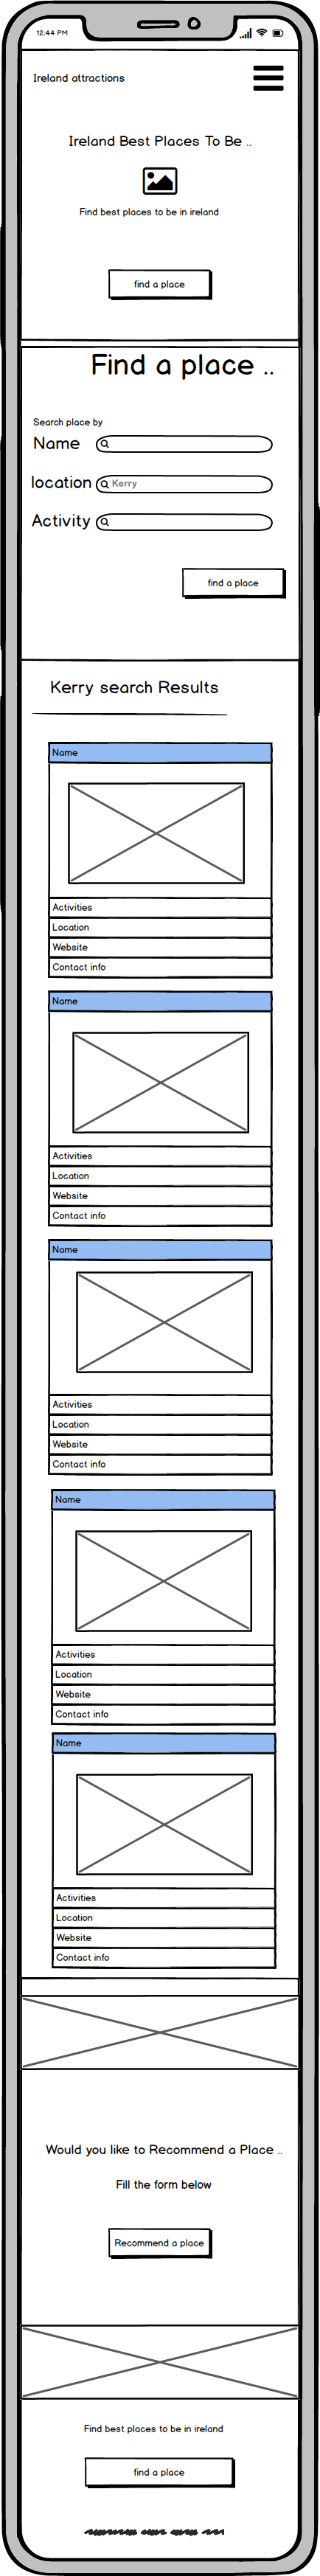 12:44 PM
Ireland attractions
Ireland Best Places To Be ..
Find best places to be in ireland
find a place
Find a place ..
Search place by
Name
location
Kerry
Activity
find a place
Kerry search Results
Name
Activities
Location
Website
Contact info
Name
Activities
Location
Website
Contact info
Name
Activities
Location
Website
Contact info
Name
Activities
Location
Website
Contact info
Name
Activities
Location
Website
Contact info
Would you like to Recommend a Place ..
Fill the form below
Recommend a place
Find best places to be in ireland
find a place